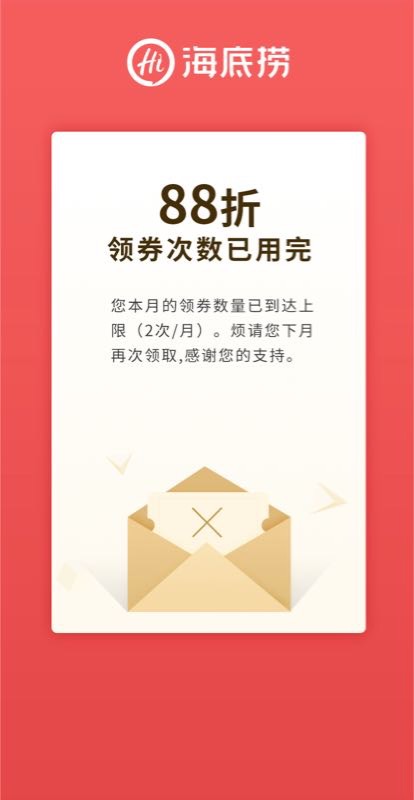 Hi 海底捞
88折
领券次数已用完
您本月的领券数量已到达上
限（2次/月）。烦请您下月
再次领取,感谢您的支持。